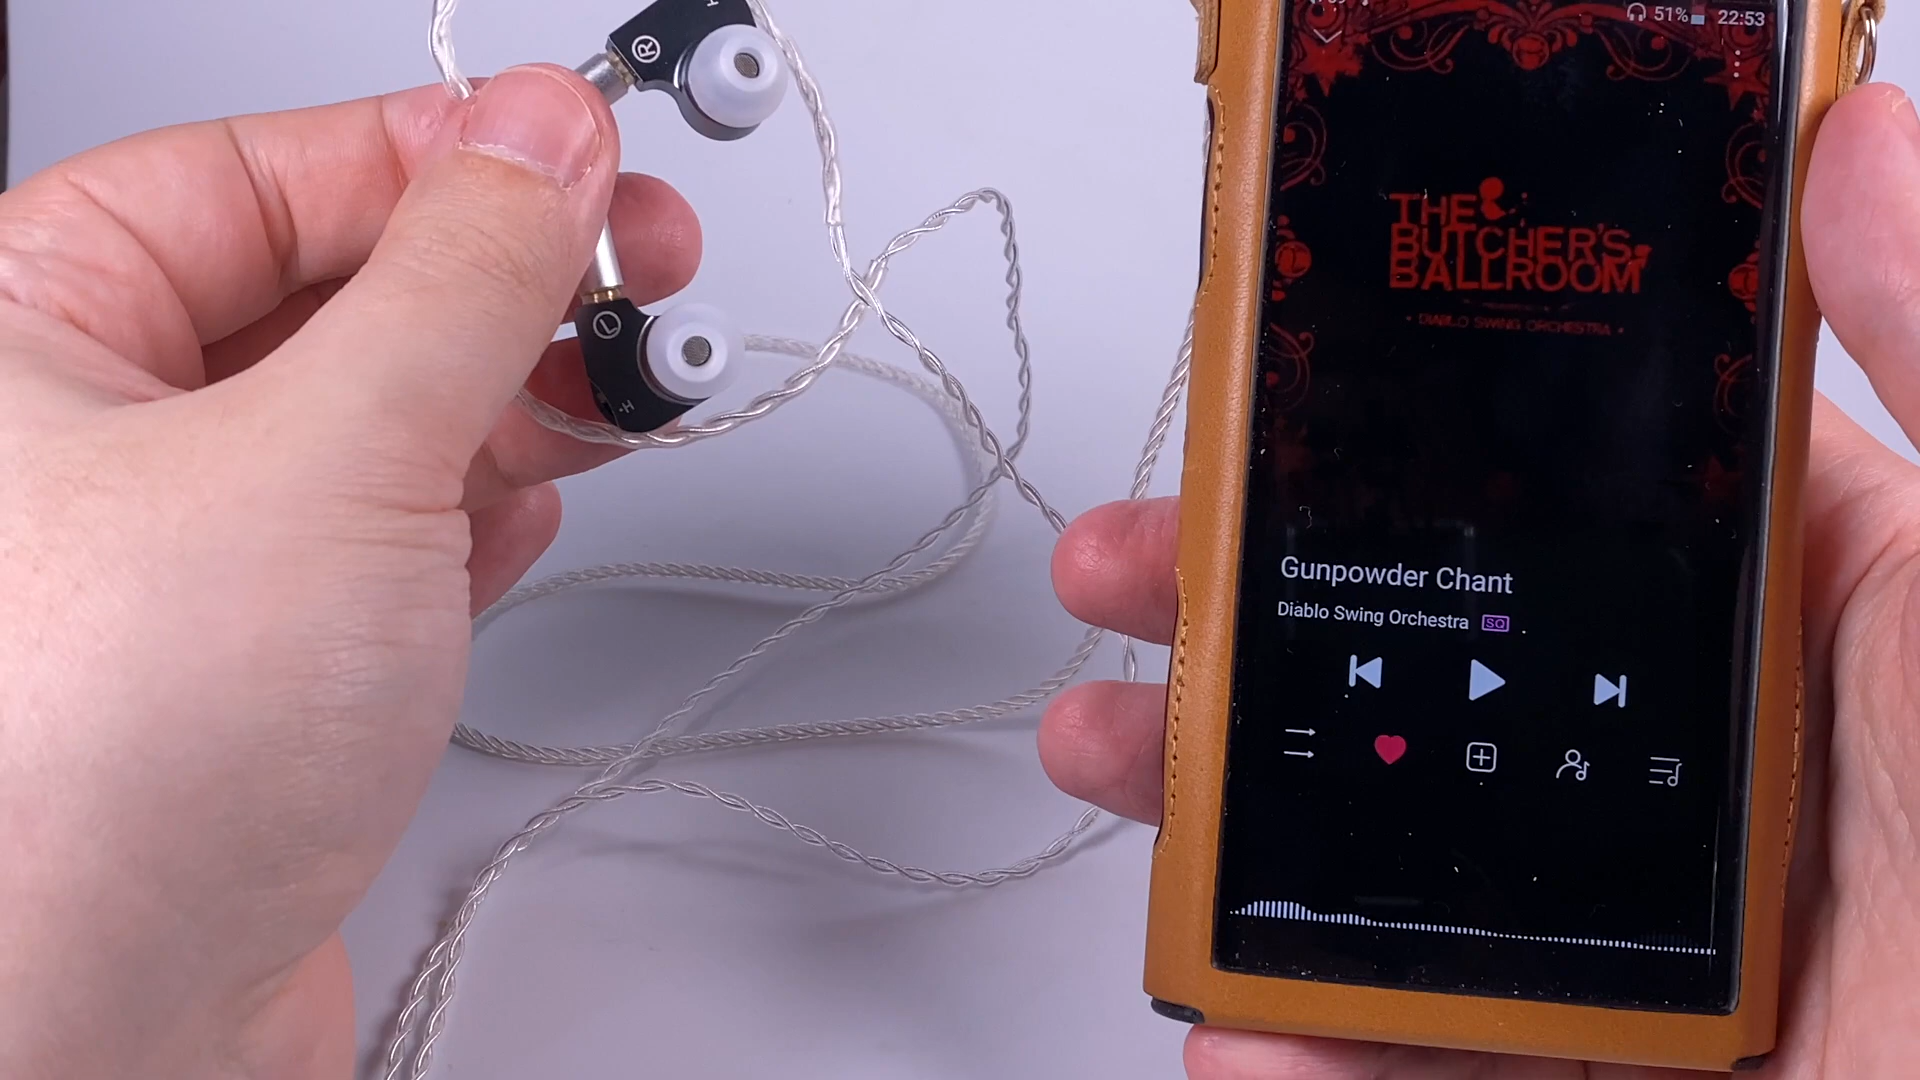 R
H
L
H-
51% 22:53
THE
BUTCHER'S
BALLROOM
· DIABLO SWING ORCHESTRA ·
Gunpowder Chant
Diablo Swing Orchestra SQ